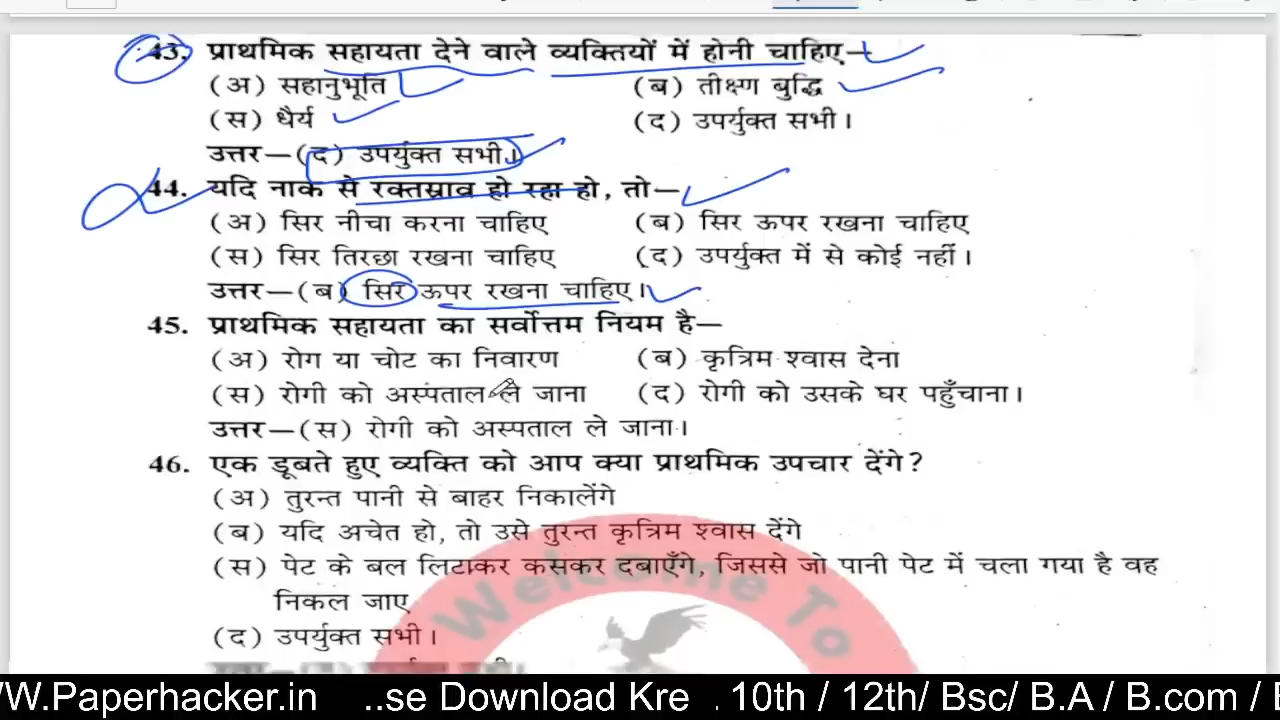 43. प्राथमिक सहायता देने वाले व्यक्तियों में होनी चाहिए—
(अ) सहानुभूति (ब) तीक्ष्ण बुद्धि
(स) धैर्य (द) उपर्युक्त सभी।
उत्तर—(द) उपर्युक्त सभी।
44. यदि नाक से रक्तस्राव हो रहा हो, तो—
(अ) सिर नीचा करना चाहिए (ब) सिर ऊपर रखना चाहिए
(स) सिर तिरछा रखना चाहिए (द) उपर्युक्त में से कोई नहीं।
उत्तर—(ब) सिर ऊपर रखना चाहिए।
45. प्राथमिक सहायता का सर्वोत्तम नियम है—
(अ) रोग या चोट का निवारण (ब) कृत्रिम श्वास देना
(स) रोगी को अस्पताल ले जाना (द) रोगी को उसके घर पहुँचाना।
उत्तर—(स) रोगी को अस्पताल ले जाना।
46. एक डूबते हुए व्यक्ति को आप क्या प्राथमिक उपचार देंगे?
(अ) तुरन्त पानी से बाहर निकालेंगे
(ब) यदि अचेत हो, तो उसे तुरन्त कृत्रिम श्वास देंगे
(स) पेट के बल लिटाकर कसकर दबाएँगे, जिससे जो पानी पेट में चला गया है वह
निकल जाए
(द) उपर्युक्त सभी।
Welcome To
W.Paperhacker.in ..se Download Kre . 10th / 12th/ Bsc/ B.A / B.com / B